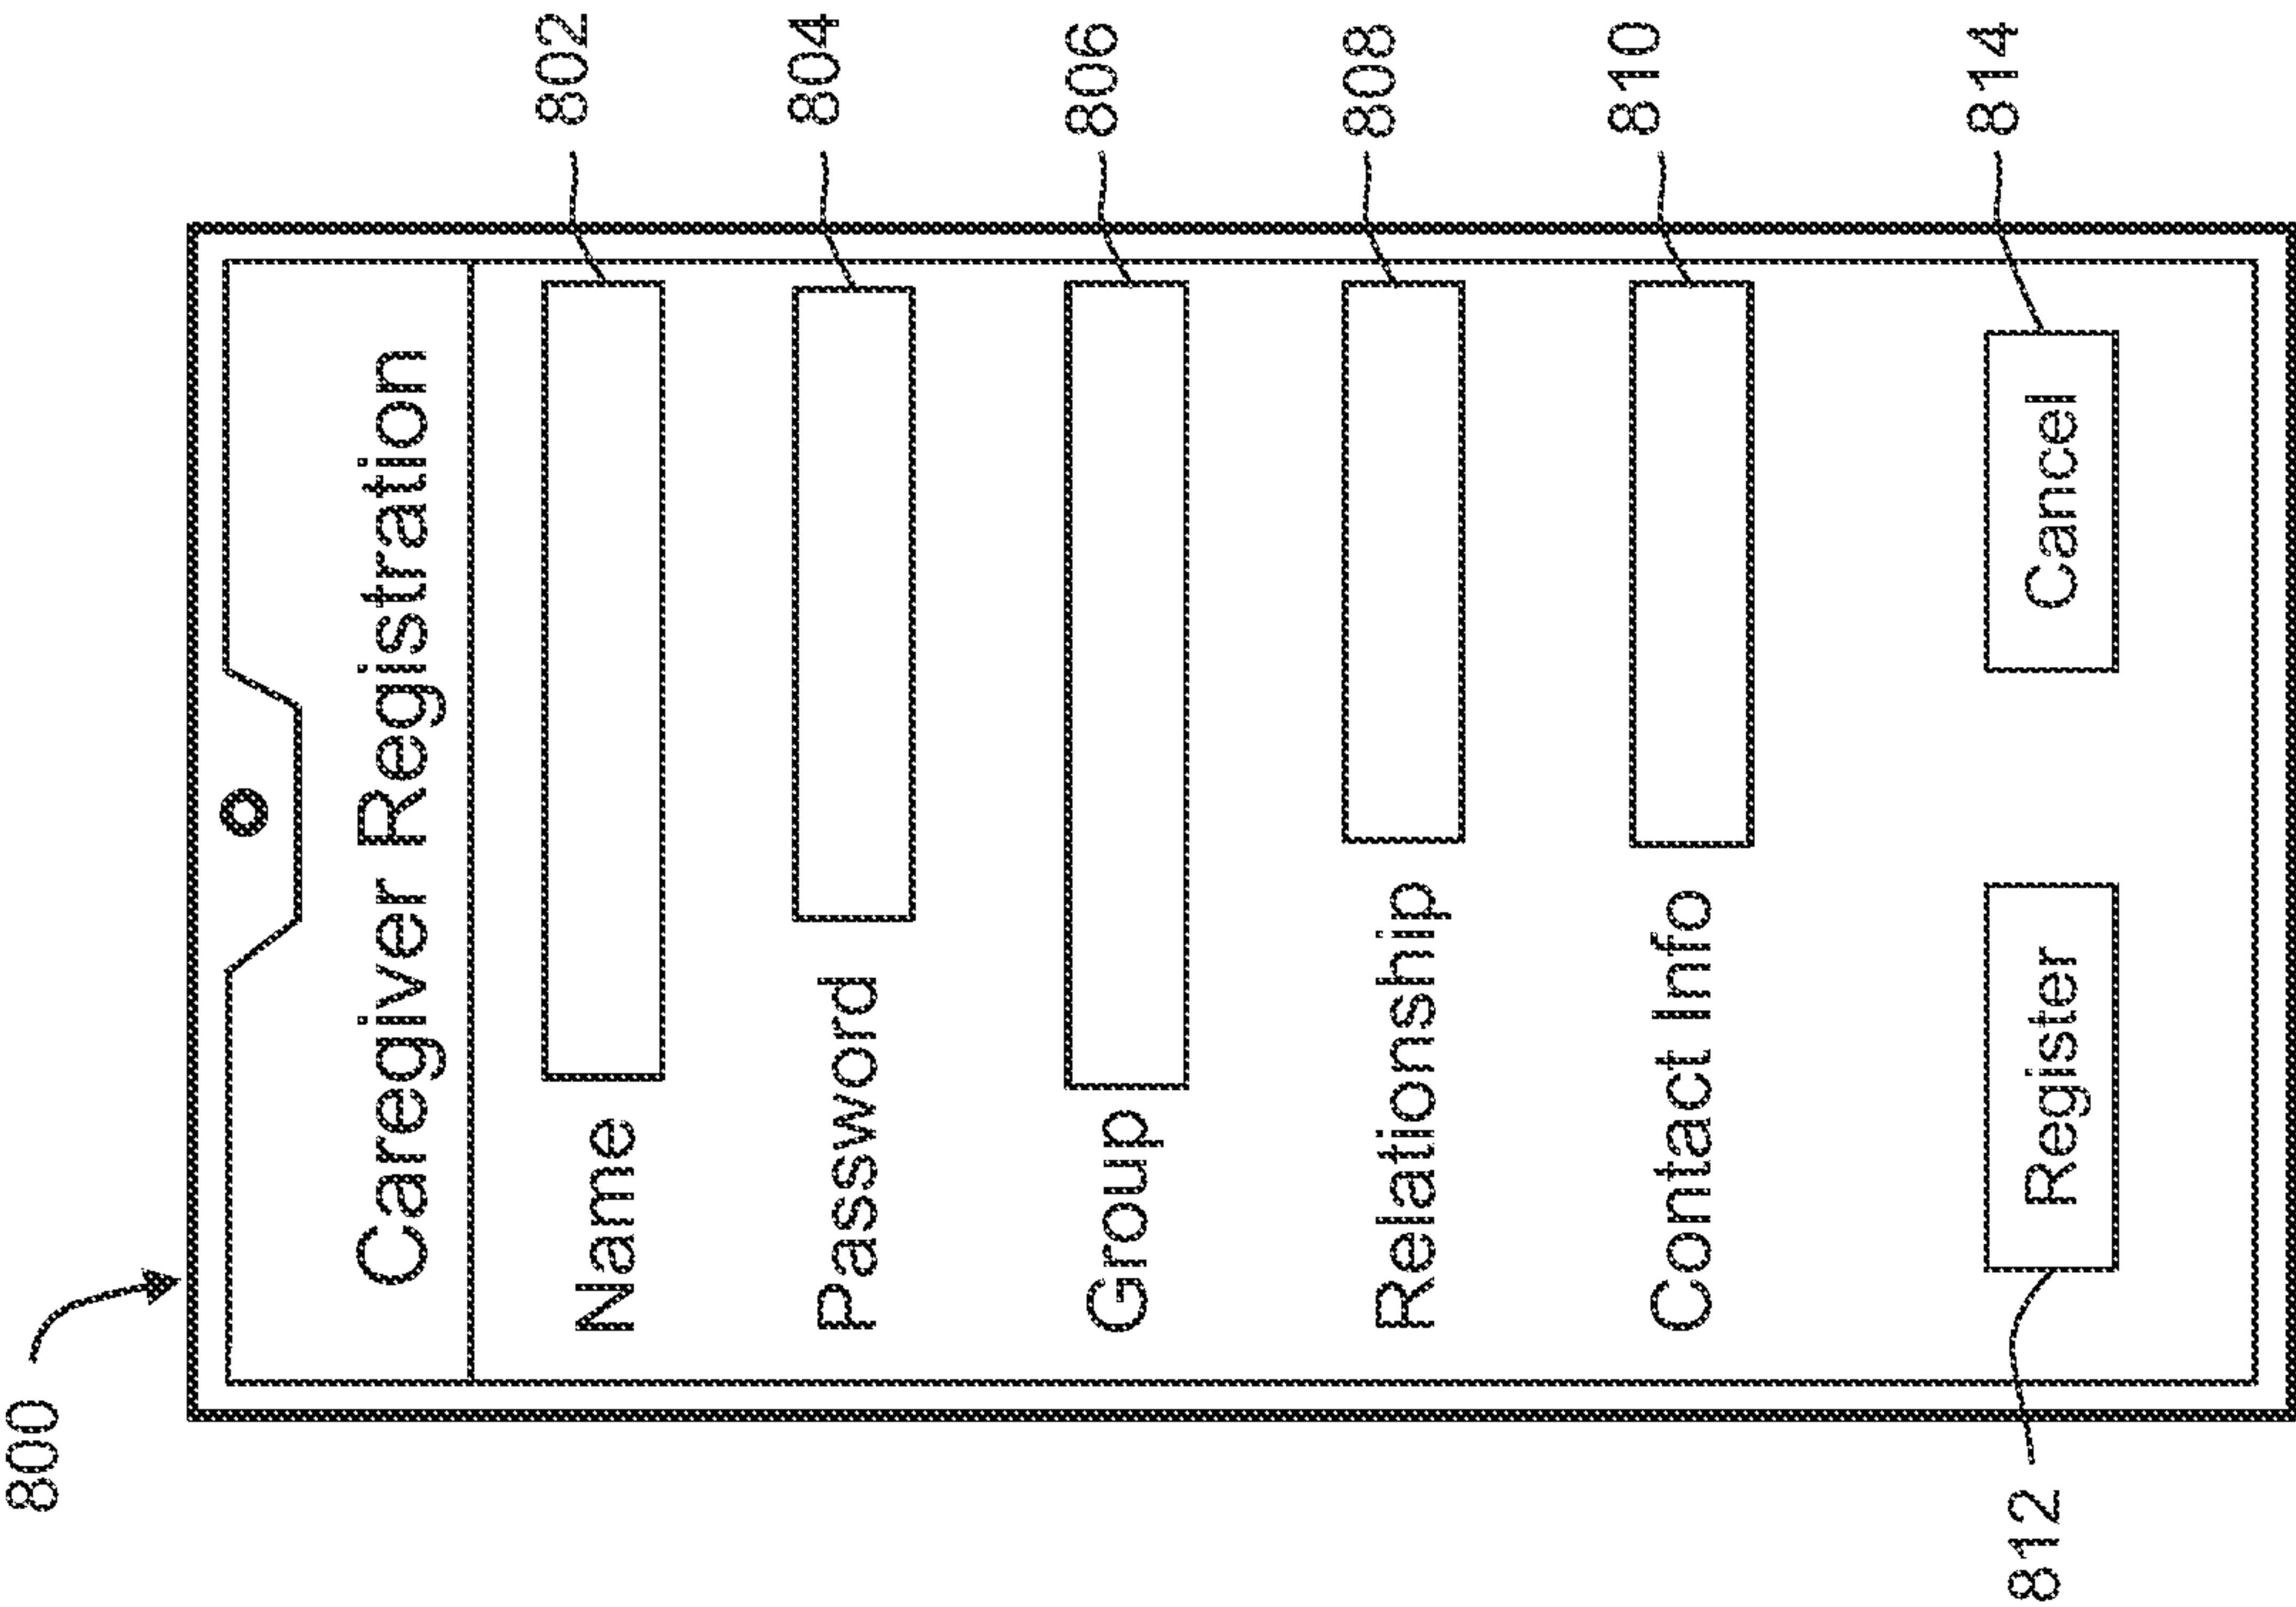 800
Caregiver Registration
Name 802
Password 804
Group 806
Relationship 808
Contact Info 810
812 Register Cancel 814